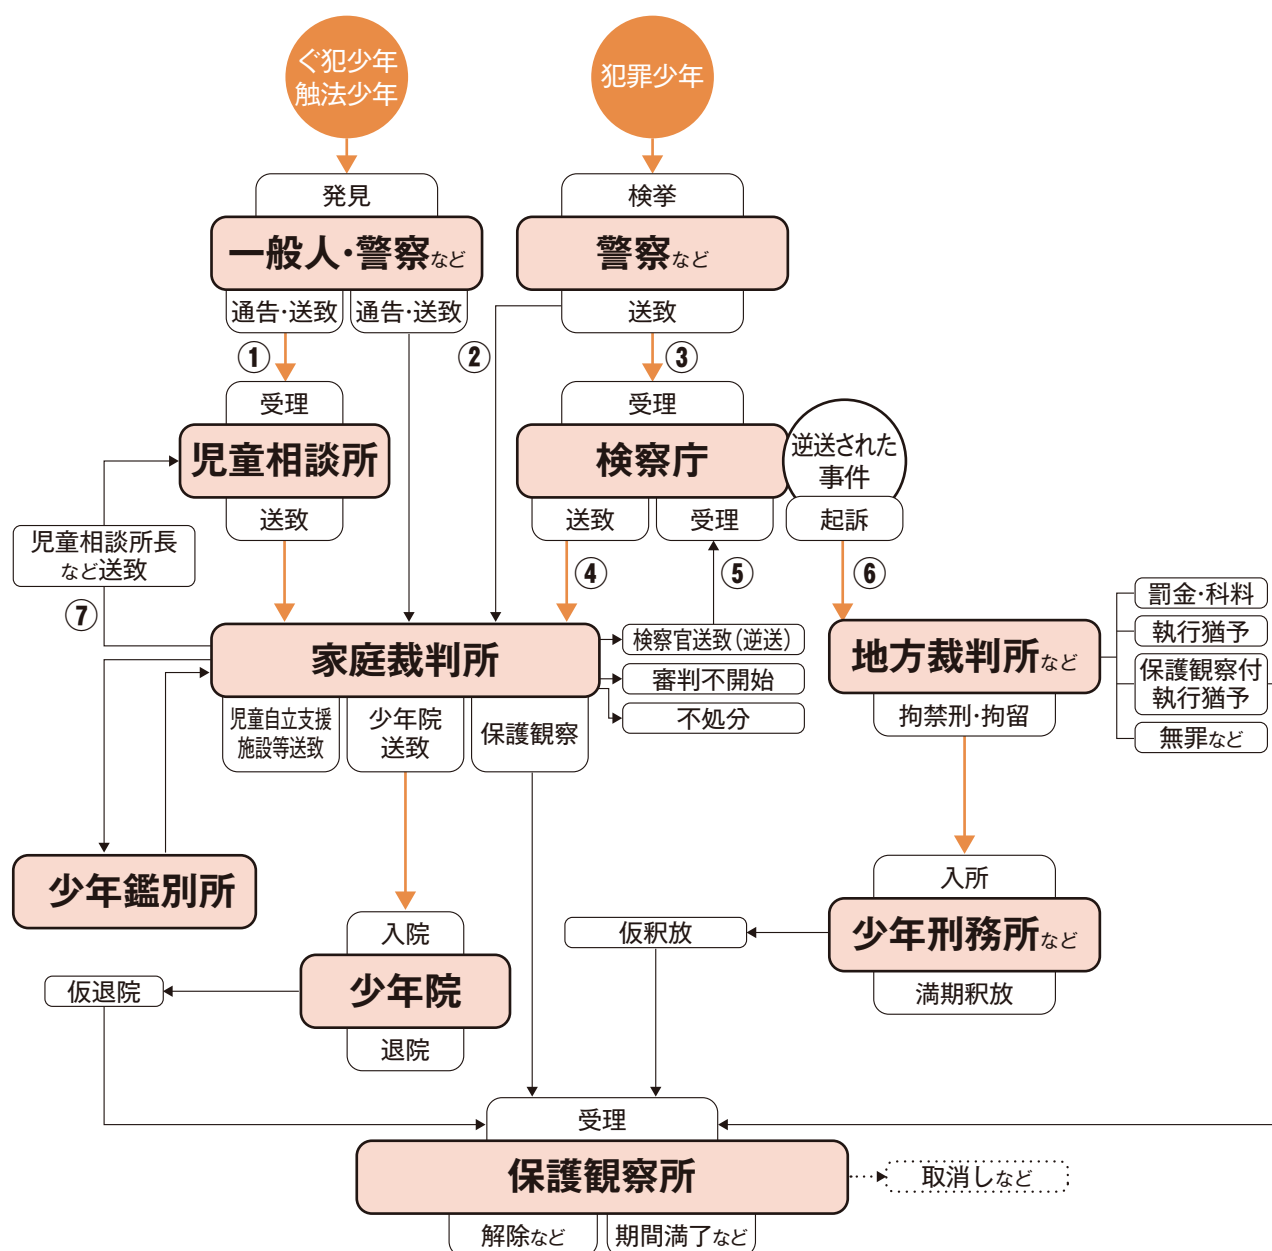 ぐ犯少年
触法少年
犯罪少年
発見
一般人・警察など
通告・送致
通告・送致
検挙
警察など
送致
①
②
③
受理
児童相談所
送致
受理
検察庁
送致
受理
逆送された
事件
起訴
児童相談所長
など送致
④
⑤
⑥
⑦
家庭裁判所
検察官送致(逆送)
審判不開始
不処分
児童自立支援
施設等送致
少年院
送致
保護観察
地方裁判所など
拘禁刑・拘留
罰金・科料
執行猶予
保護観察付
執行猶予
無罪など
少年鑑別所
入院
少年院
退院
仮退院
仮釈放
入所
少年刑務所など
満期釈放
受理
保護観察所
解除など
期間満了など
取消しなど